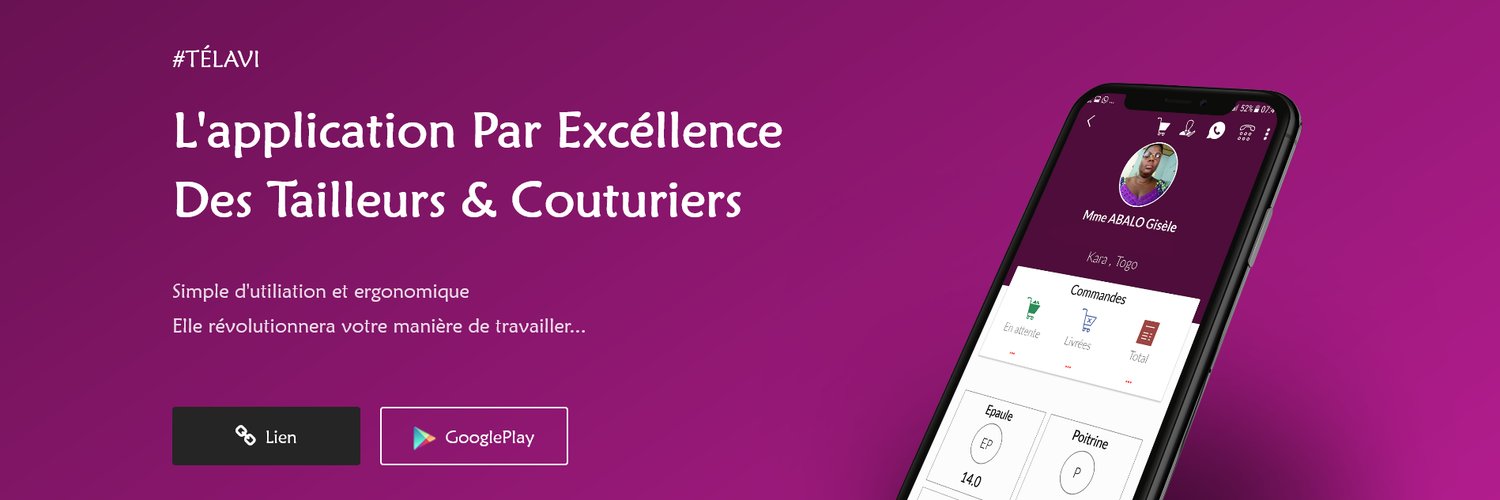 #TÉLAVI
L'application Par Excéllence
Des Tailleurs & Couturiers
Simple d'utiliation et ergonomique
Elle révolutionnera votre manière de travailler...
Lien
GooglePlay
52%
Mme ABALO Gisèle
Kara , Togo
Commandes
En attente
Livrées
Total
Epaule
Poitrine
EP
P
14.0